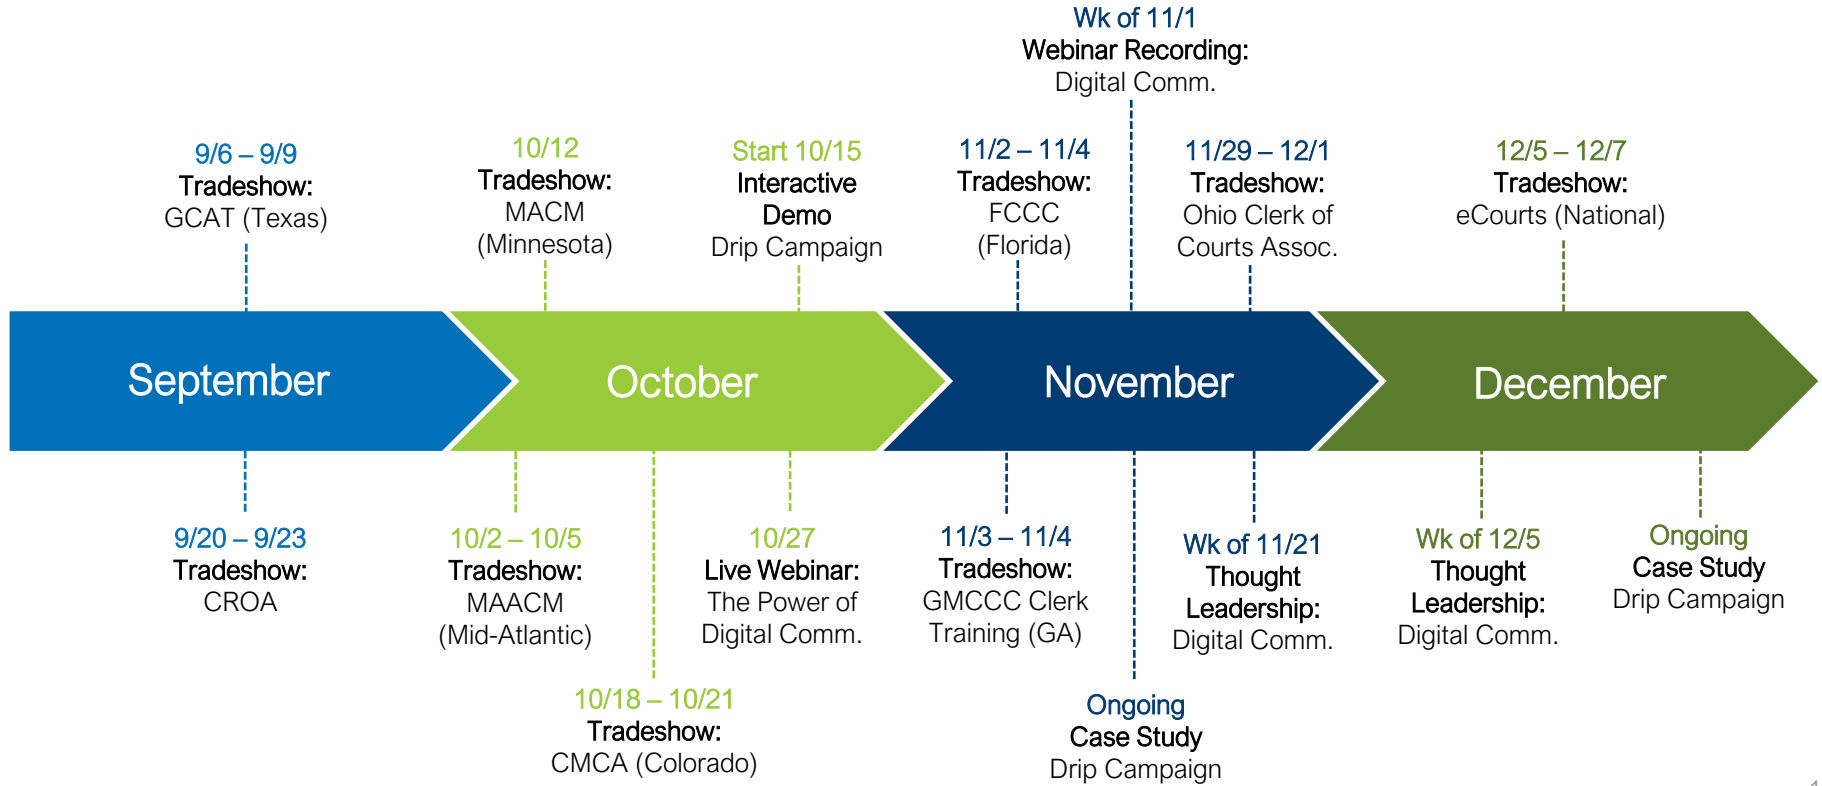 Wk of 11/1
Webinar Recording:
Digital Comm.
9/6 – 9/9
Tradeshow:
GCAT (Texas)
10/12
Tradeshow:
MACM
(Minnesota)
Start 10/15
Interactive
Demo
Drip Campaign
11/2 – 11/4
Tradeshow:
FCCC
(Florida)
11/29 – 12/1
Tradeshow:
Ohio Clerk of
Courts Assoc.
12/5 – 12/7
Tradeshow:
eCourts (National)
September
October
November
December
9/20 – 9/23
Tradeshow:
CROA
10/2 – 10/5
Tradeshow:
MAACM
(Mid-Atlantic)
10/18 – 10/21
Tradeshow:
CMCA (Colorado)
10/27
Live Webinar:
The Power of
Digital Comm.
11/3 – 11/4
Tradeshow:
GMCCC Clerk
Training (GA)
Ongoing
Case Study
Drip Campaign
Wk of 11/21
Thought
Leadership:
Digital Comm.
Wk of 12/5
Thought
Leadership:
Digital Comm.
Ongoing
Case Study
Drip Campaign